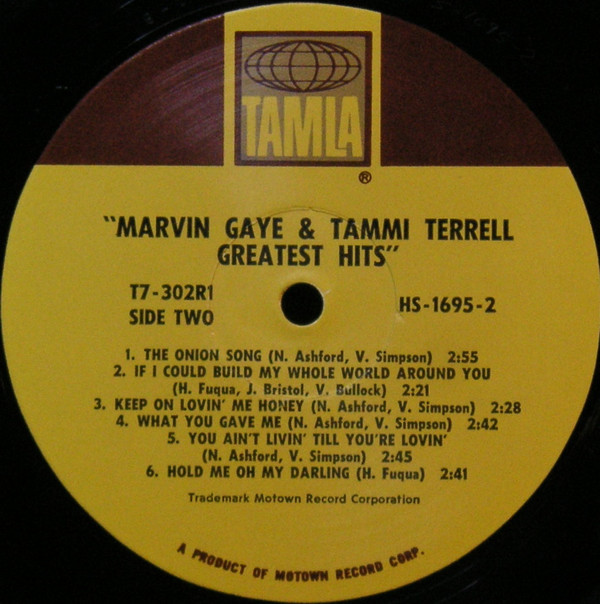 TAMLA
®
"MARVIN GAYE & TAMMI TERRELL
GREATEST HITS"
T7-302R1
SIDE TWO
HS-1695-2
1. THE ONION SONG (N. Ashford, V. Simpson) 2:55
2. IF I COULD BUILD MY WHOLE WORLD AROUND YOU
(H. Fuqua, J. Bristol, V. Bullock) 2:21
3. KEEP ON LOVIN' ME HONEY (N. Ashford, V. Simpson) 2:28
4. WHAT YOU GAVE ME (N. Ashford, V. Simpson) 2:42
5. YOU AIN'T LIVIN' TILL YOU'RE LOVIN'
(N. Ashford, V. Simpson) 2:45
6. HOLD ME OH MY DARLING (H. Fuqua) 2:41
Trademark Motown Record Corporation
A PRODUCT OF MOTOWN RECORD CORP.